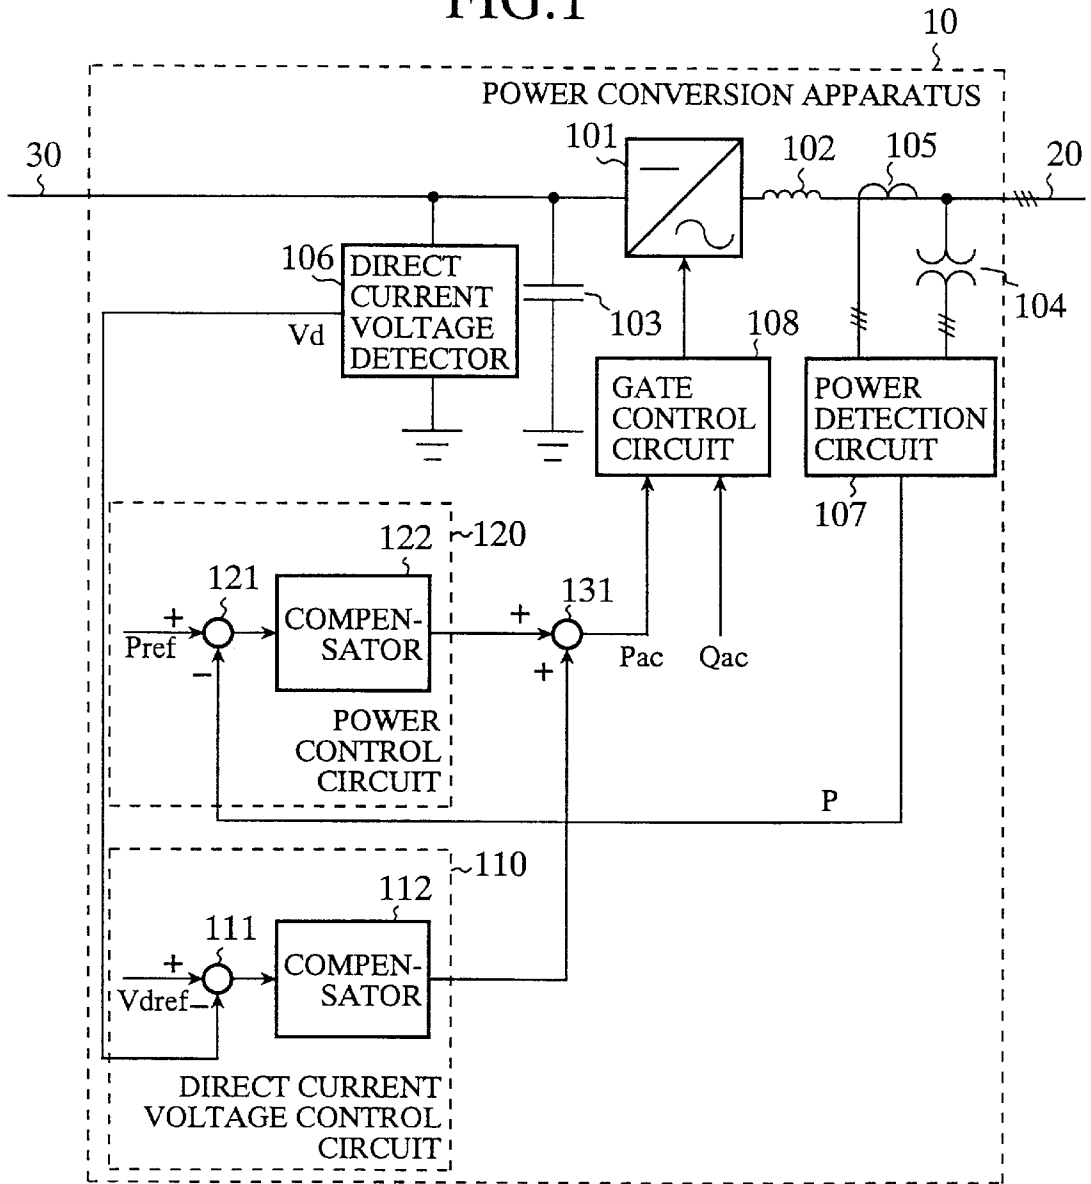 FIG.1
10
POWER CONVERSION APPARATUS
30
101
102
105
20
106
DIRECT
CURRENT
VOLTAGE
DETECTOR
Vd
103
108
104
GATE
CONTROL
CIRCUIT
POWER
DETECTION
CIRCUIT
107
120
122
121
131
+
COMPEN-
SATOR
+
Pref
−
+
Pac
Qac
POWER
CONTROL
CIRCUIT
P
110
112
111
+
COMPEN-
SATOR
Vdref
−
DIRECT CURRENT
VOLTAGE CONTROL
CIRCUIT